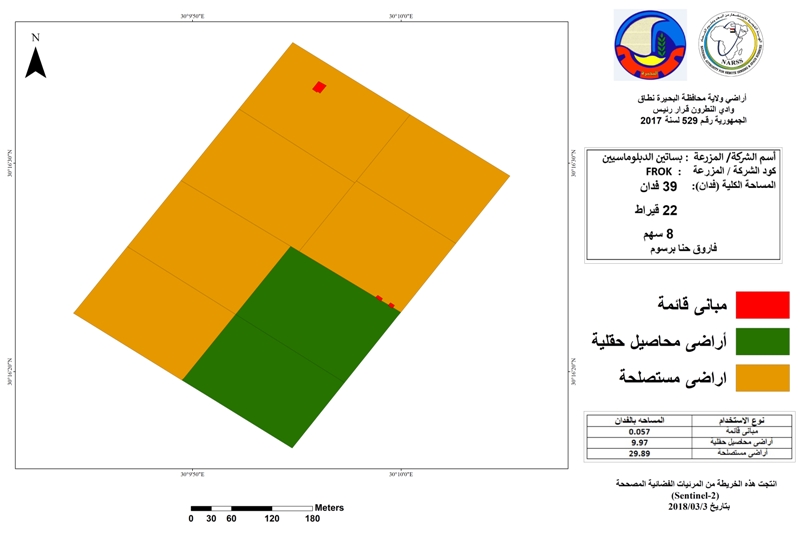 30°9'50"E
30°10'0"E
N
30°16'30"N
30°16'30"N
30°16'20"N
30°16'20"N
30°9'50"E
30°10'0"E
Meters
0 30 60 120 180
NARSS
أراضي ولاية محافظة البحيرة نطاق
وادي النطرون قرار رئيس
الجمهورية رقم 529 لسنة 2017
أسم الشركة/ المزرعة : بساتين الدبلوماسيين
كود الشركة / المزرعة : FROK
المساحة الكلية (فدان): 39 فدان
22 قيراط
8 سهم
فاروق حنا برسوم
مبانى قائمة
أراضى محاصيل حقلية
اراضى مستصلحة
نوع الاستخدام المساحه بالفدان
مبانى قائمة 0.057
أراضى محاصيل حقلية 9.97
أراضى مستصلحة 29.89
انتجت هذه الخريطة من المرئيات الفضائية المصححة
(Sentinel-2)
بتاريخ 2018/03/3